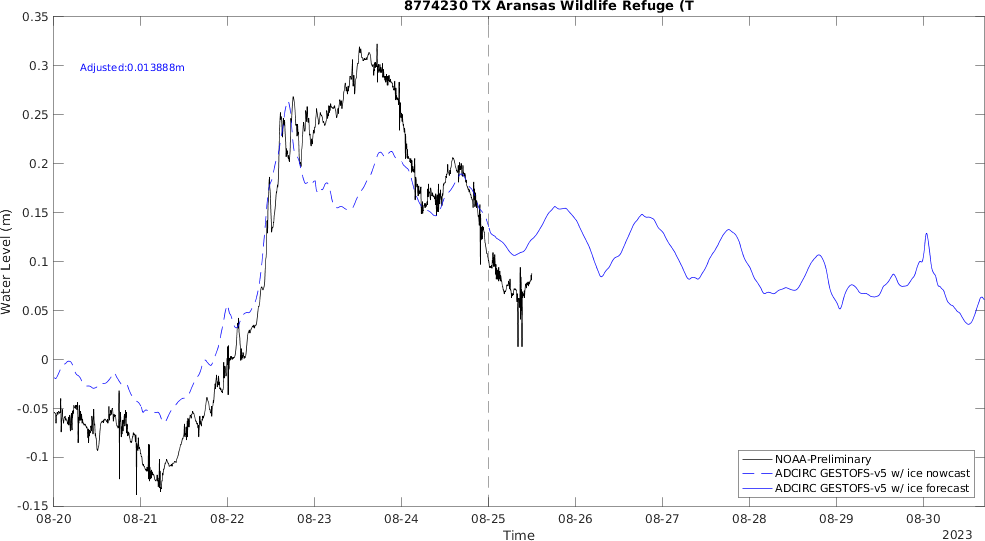 8774230 TX Aransas Wildlife Refuge (T
0.35
0.3
0.25
0.2
0.15
0.1
0.05
0
-0.05
-0.1
-0.15
Water Level (m)
Adjusted:0.013888m
NOAA-Preliminary
ADCIRC GESTOFS-v5 w/ ice nowcast
ADCIRC GESTOFS-v5 w/ ice forecast
08-20 08-21 08-22 08-23 08-24 08-25 08-26 08-27 08-28 08-29 08-30
Time
2023